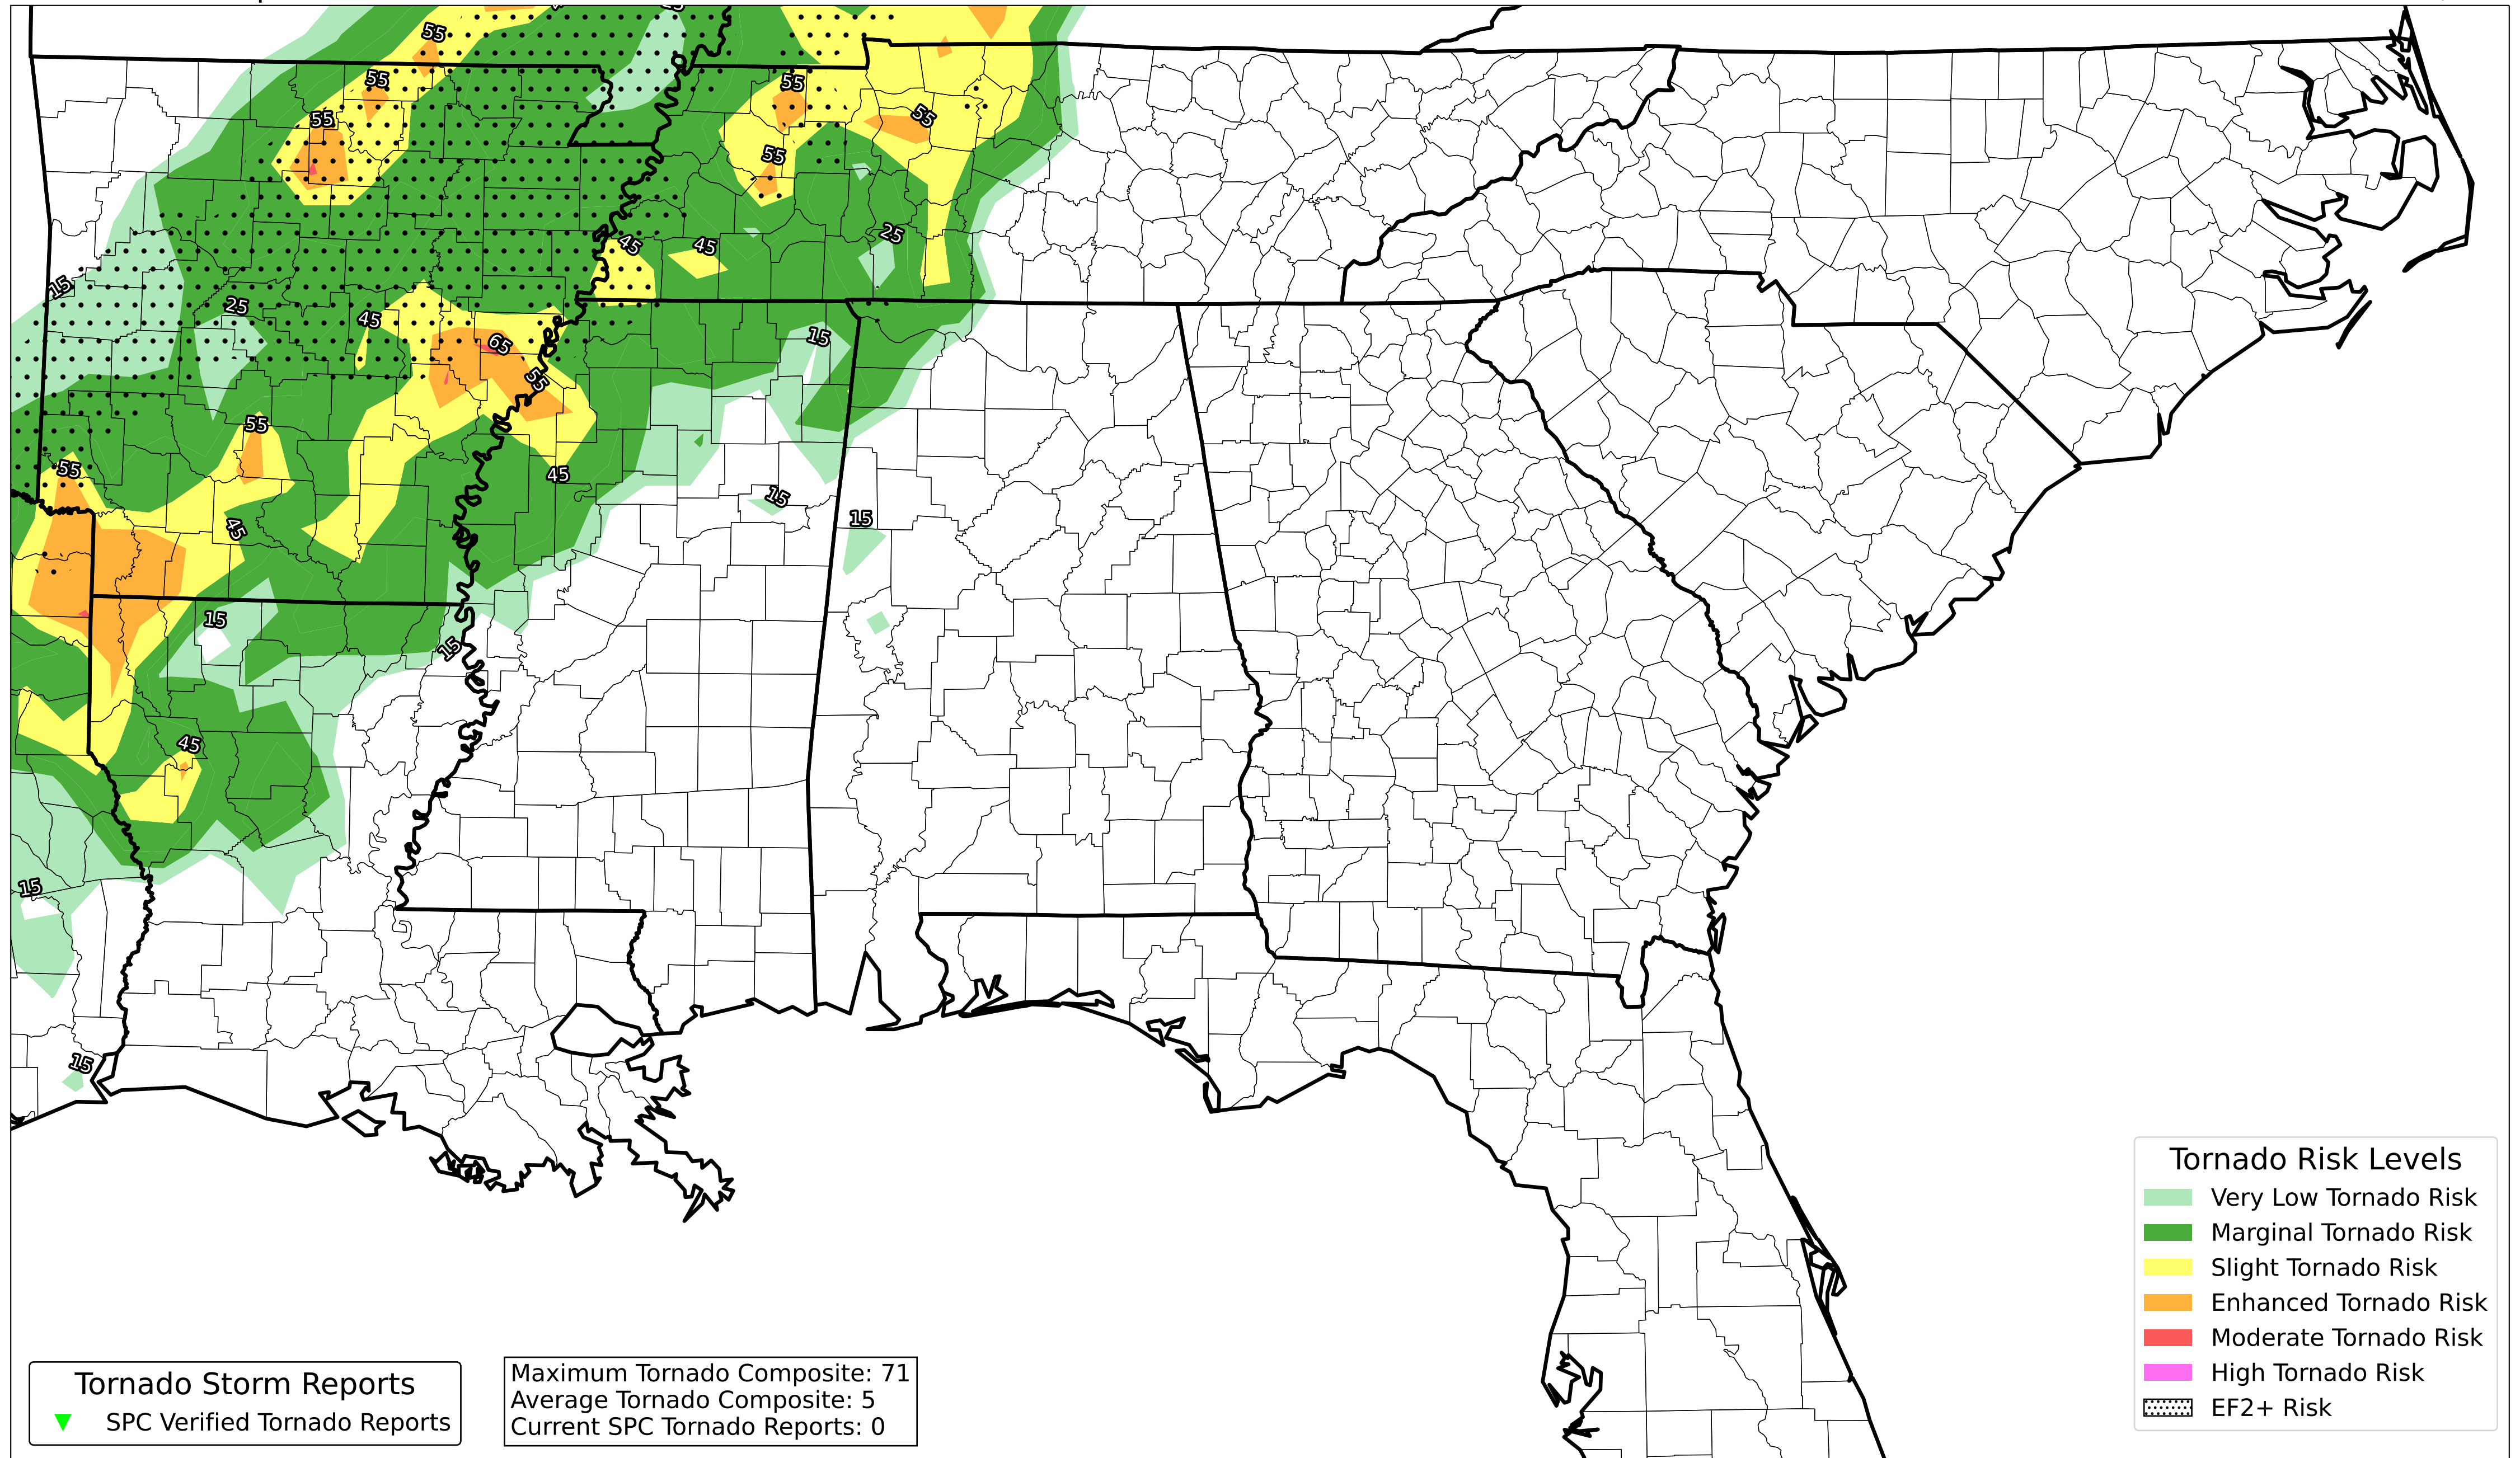 55
55
55
55
55
55
45
45
25
15
25
45
15
65
55
55
55
45
15
45
15
15
15
45
15
15
Tornado Risk Levels
Very Low Tornado Risk
Marginal Tornado Risk
Slight Tornado Risk
Enhanced Tornado Risk
Moderate Tornado Risk
High Tornado Risk
EF2+ Risk
Tornado Storm Reports
SPC Verified Tornado Reports
Maximum Tornado Composite: 71
Average Tornado Composite: 5
Current SPC Tornado Reports: 0